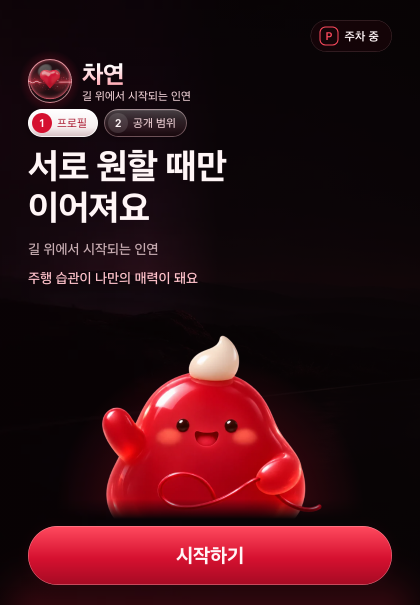 P 주차 중
차연
길 위에서 시작되는 인연
1 프로필
2 공개 범위
서로 원할 때만
이어져요
길 위에서 시작되는 인연
주행 습관이 나만의 매력이 돼요
시작하기